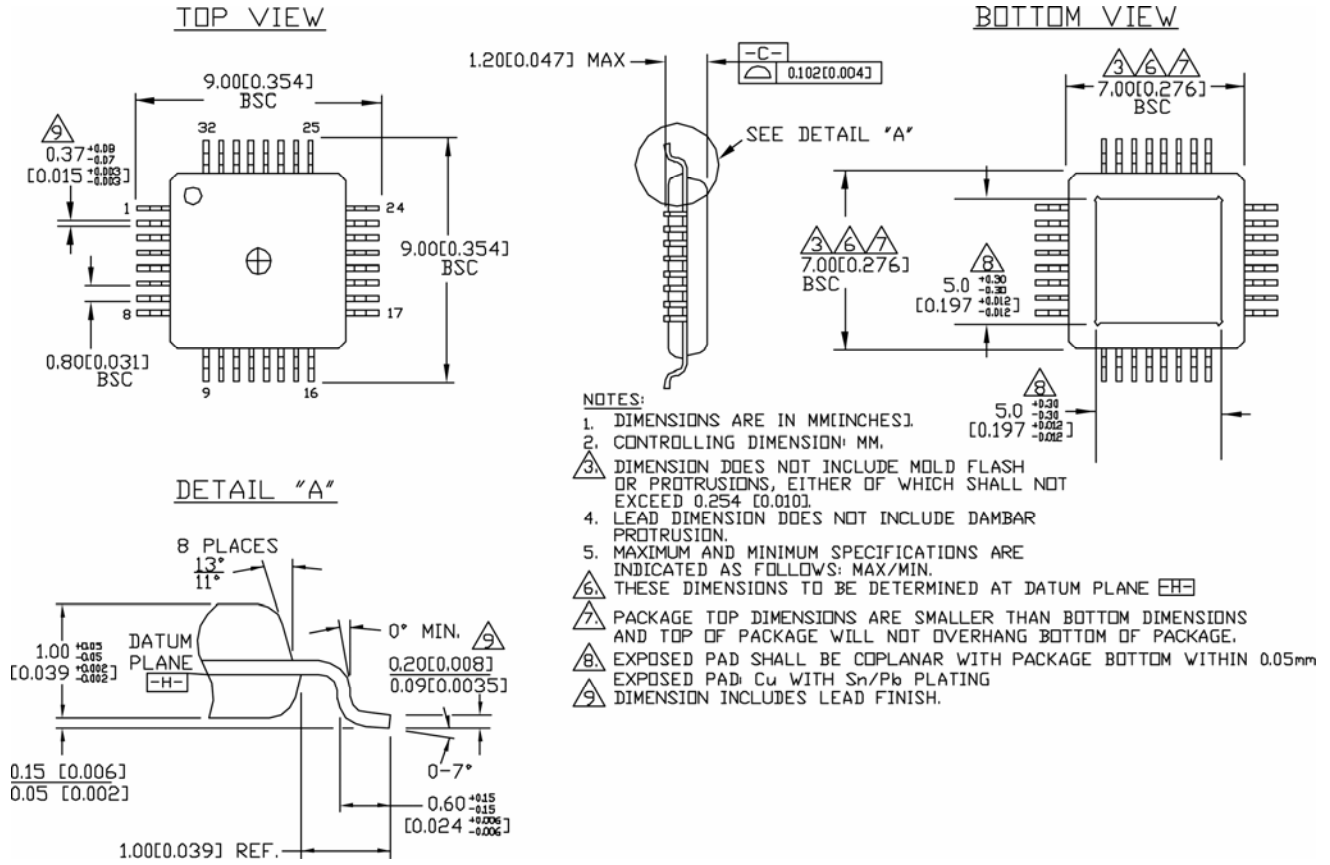 TOP VIEW
9.00[0.354]
BSC
9
0.37 +0.08 -0.07
[0.015 +0.003 -0.003]
32
25
1
24
8
17
9
16
9.00[0.354]
BSC
0.80[0.031]
BSC
1.20[0.047] MAX
-C-
0.102[0.004]
SEE DETAIL "A"
BOTTOM VIEW
3 6 7
7.00[0.276]
BSC
3 6 7
7.00[0.276]
BSC
8
5.0 +0.30 -0.30
[0.197 +0.012 -0.012]
8
5.0 +0.30 -0.30
[0.197 +0.012 -0.012]
NOTES:
1. DIMENSIONS ARE IN MM[INCHES].
2. CONTROLLING DIMENSION: MM.
3. DIMENSION DOES NOT INCLUDE MOLD FLASH
OR PROTRUSIONS, EITHER OF WHICH SHALL NOT
EXCEED 0.254 [0.010].
4. LEAD DIMENSION DOES NOT INCLUDE DAMBAR
PROTRUSION.
5. MAXIMUM AND MINIMUM SPECIFICATIONS ARE
INDICATED AS FOLLOWS: MAX/MIN.
6. THESE DIMENSIONS TO BE DETERMINED AT DATUM PLANE -H-
7. PACKAGE TOP DIMENSIONS ARE SMALLER THAN BOTTOM DIMENSIONS
AND TOP OF PACKAGE WILL NOT OVERHANG BOTTOM OF PACKAGE.
8. EXPOSED PAD SHALL BE COPLANAR WITH PACKAGE BOTTOM WITHIN 0.05mm
EXPOSED PAD: Cu WITH Sn/Pb PLATING
9. DIMENSION INCLUDES LEAD FINISH.
DETAIL "A"
8 PLACES
13°
11°
1.00 +0.05 -0.05
[0.039 +0.002 -0.002]
DATUM
PLANE
-H-
0° MIN.
9
0.20[0.008]
0.09[0.0035]
0-7°
0.15 [0.006]
0.05 [0.002]
0.60 +0.15 -0.15
[0.024 +0.006 -0.006]
1.00[0.039] REF.